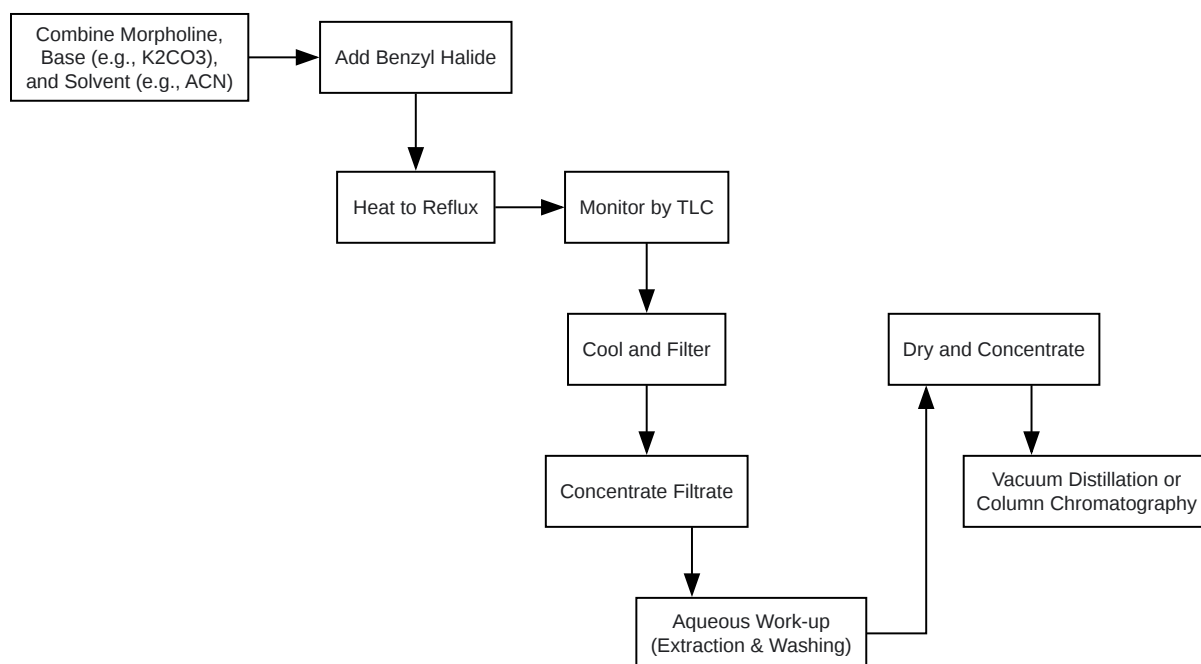 Combine Morpholine,
Base (e.g., K2CO3),
and Solvent (e.g., ACN)
Add Benzyl Halide
Heat to Reflux
Monitor by TLC
Cool and Filter
Dry and Concentrate
Concentrate Filtrate
Vacuum Distillation or
Column Chromatography
Aqueous Work-up
(Extraction & Washing)